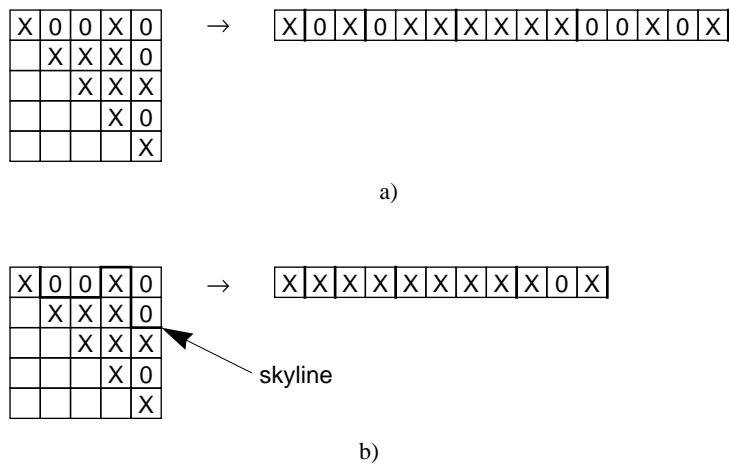 X 0 0 X 0 → X 0 X 0 X X X X X X 0 0 X 0 X
X X X 0
X X X
X 0
X
a)
X 0 0 X 0 → X X X X X X X X X 0 X
X X X 0
X X X
X 0
skyline
X
b)